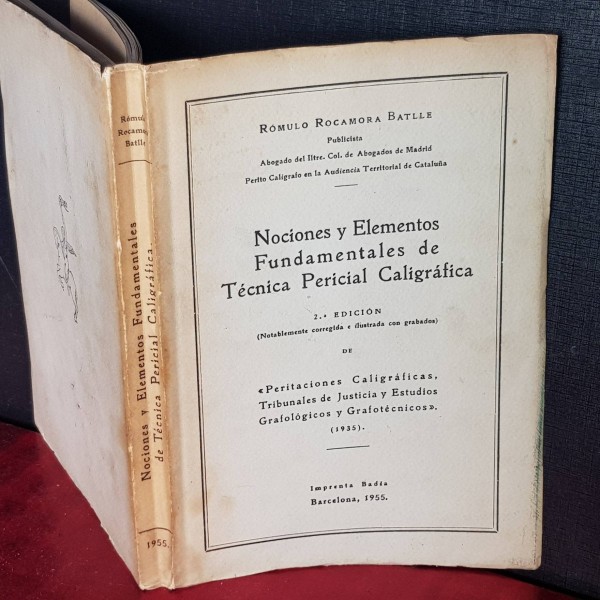 Rómulo
Rocamora
Batlle
Nociones y Elementos Fundamentales
de Técnica Pericial Caligráfica.
1955.
RÓMULO ROCAMORA BATLLE
Publicista
Abogado del Iltre. Col. de Abogados de Madrid
Perito Calígrafo en la Audiencia Territorial de Cataluña
Nociones y Elementos
Fundamentales de
Técnica Pericial Caligráfica
2.ª EDICIÓN
(Notablemente corregida e ilustrada con grabados)
DE
«Peritaciones Caligráficas,
Tribunales de Justicia y Estudios
Grafológicos y Grafotécnicos».
(1935).
Imprenta Badía
Barcelona, 1955.